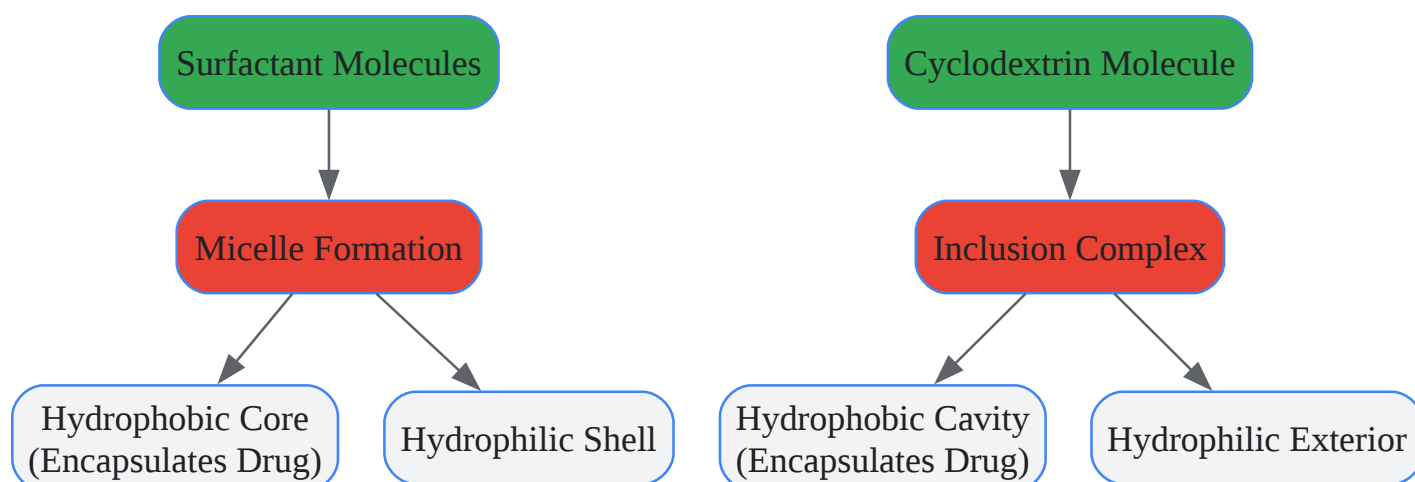 Surfactant Molecules
Cyclodextrin Molecule
Micelle Formation
Inclusion Complex
Hydrophobic Core
(Encapsulates Drug)
Hydrophilic Shell
Hydrophobic Cavity
(Encapsulates Drug)
Hydrophilic Exterior